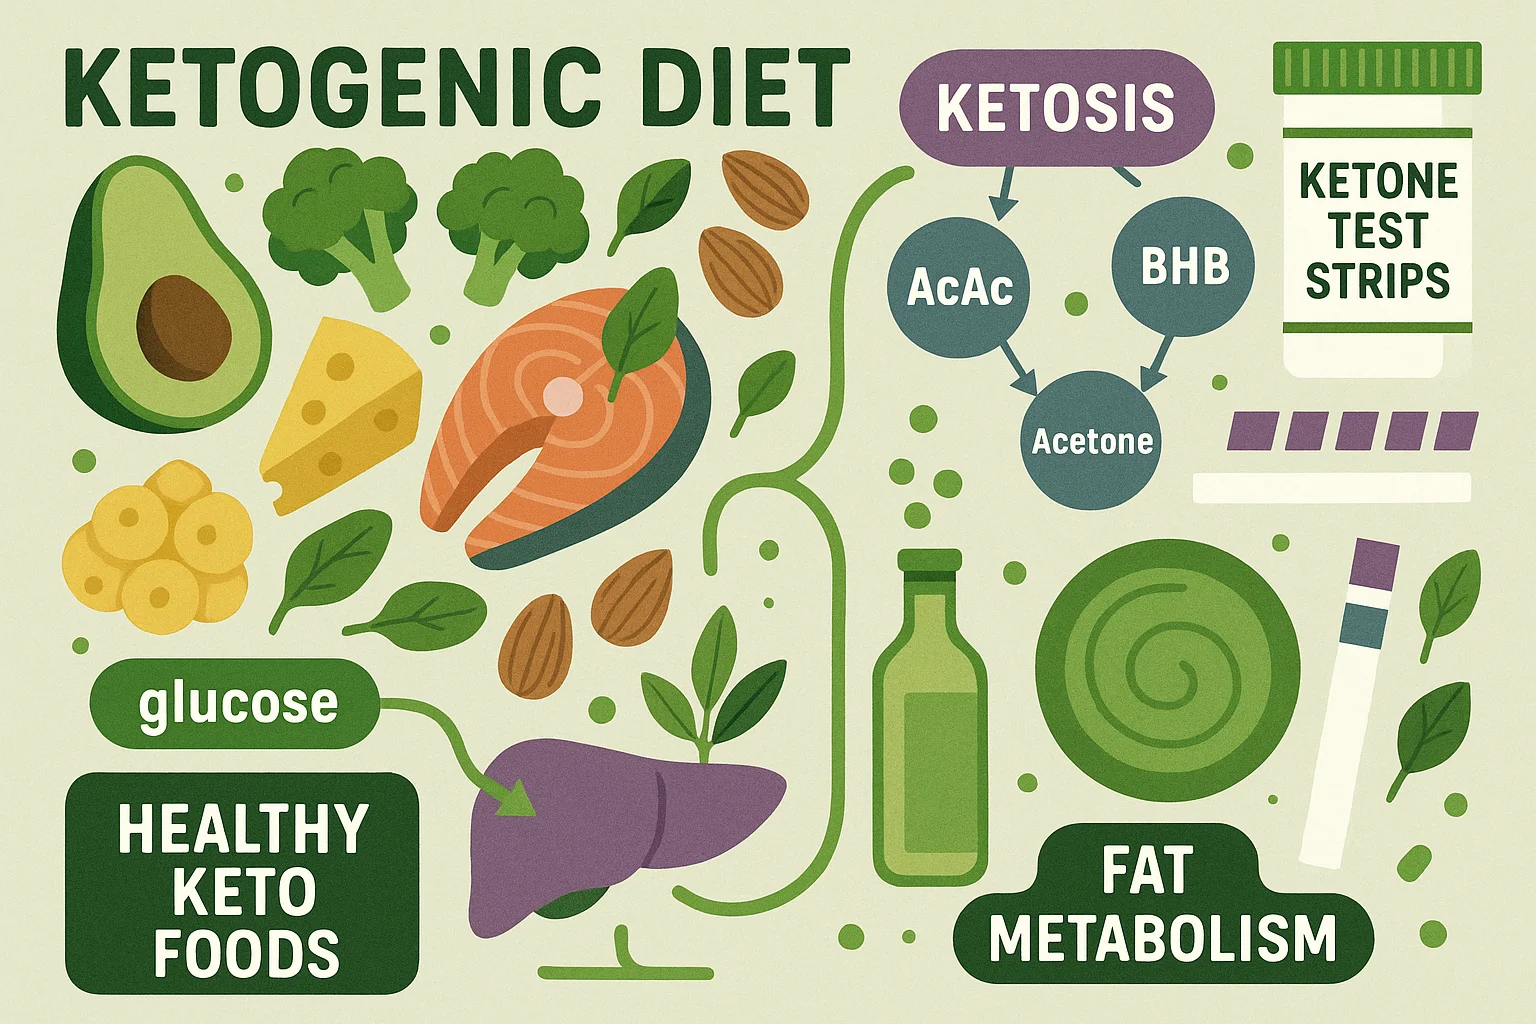 KETOGENIC DIET
KETOSIS
AcAc
BHB
Acetone
KETONE
TEST
STRIPS
glucose
HEALTHY
KETO
FOODS
FAT
METABOLISM